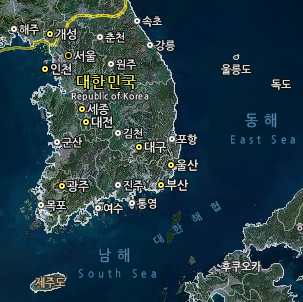 속초
해주
개성
춘천
강릉
서울
울릉도
인천
원주
독도
대한민국
Republic of Korea
세종
대전
동해
East Sea
김천
포항
군산
대구
울산
광주
진주
부산
목포
여수
통영
대한해협
남해
South Sea
후쿠오카
제주도